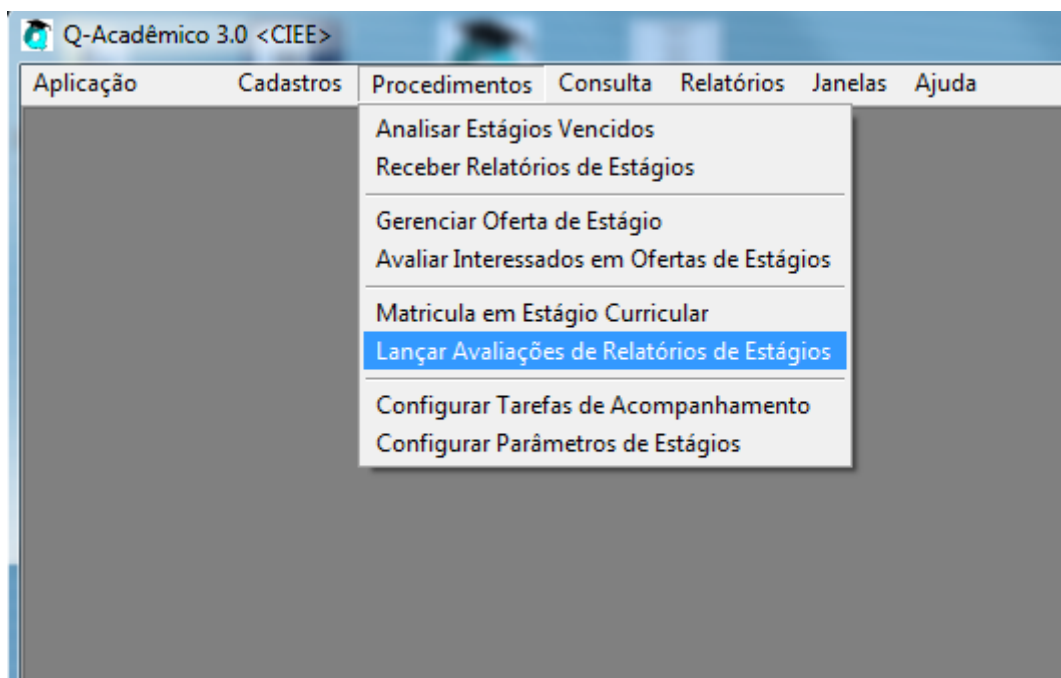 Q-Acadêmico 3.0 <CIEE>
Aplicação Cadastros Procedimentos Consulta Relatórios Janelas Ajuda
Analisar Estágios Vencidos
Receber Relatórios de Estágios
Gerenciar Oferta de Estágio
Avaliar Interessados em Ofertas de Estágios
Matricula em Estágio Curricular
Lançar Avaliações de Relatórios de Estágios
Configurar Tarefas de Acompanhamento
Configurar Parâmetros de Estágios